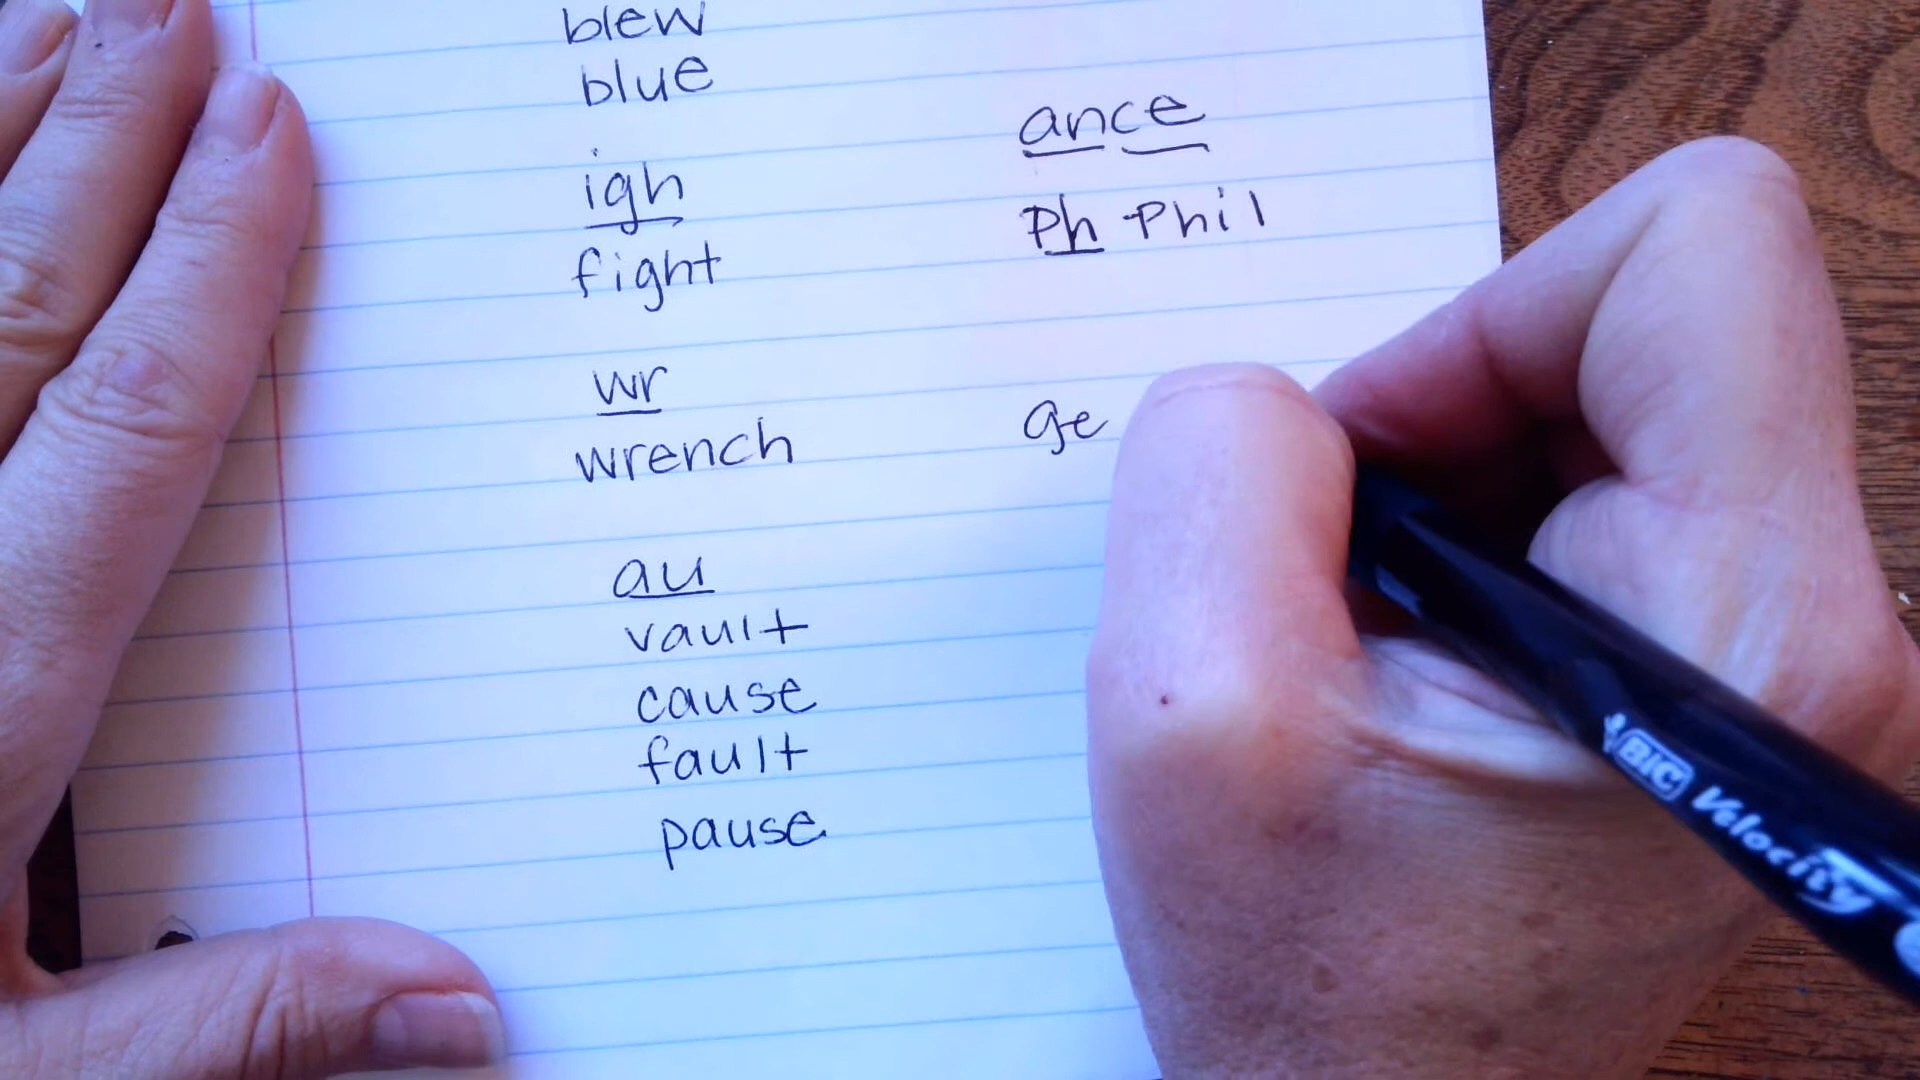 blew
blue
igh
fight
wr
wrench
au
vault
cause
fault
pause
ance
Ph Phil
ge
BIC Velocity